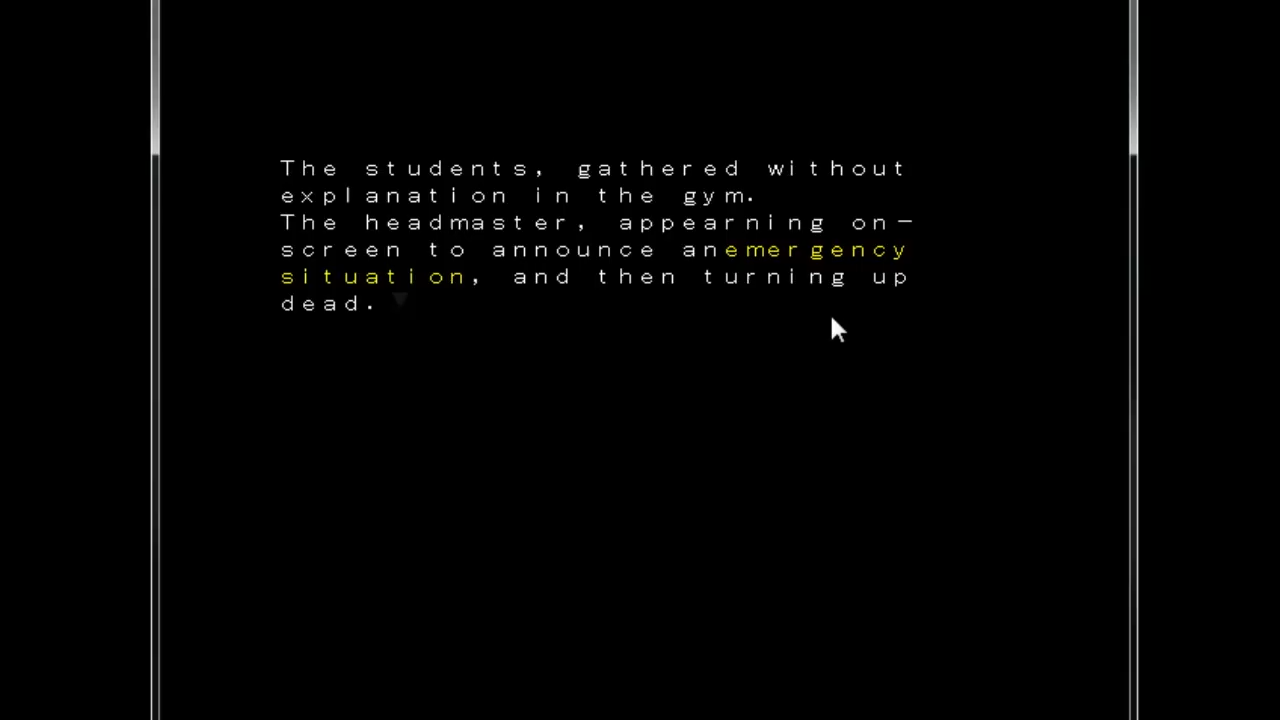 The students, gathered without
explanation in the gym.
The headmaster, appearning on-
screen to announce anemergency
situation, and then turning up
dead.